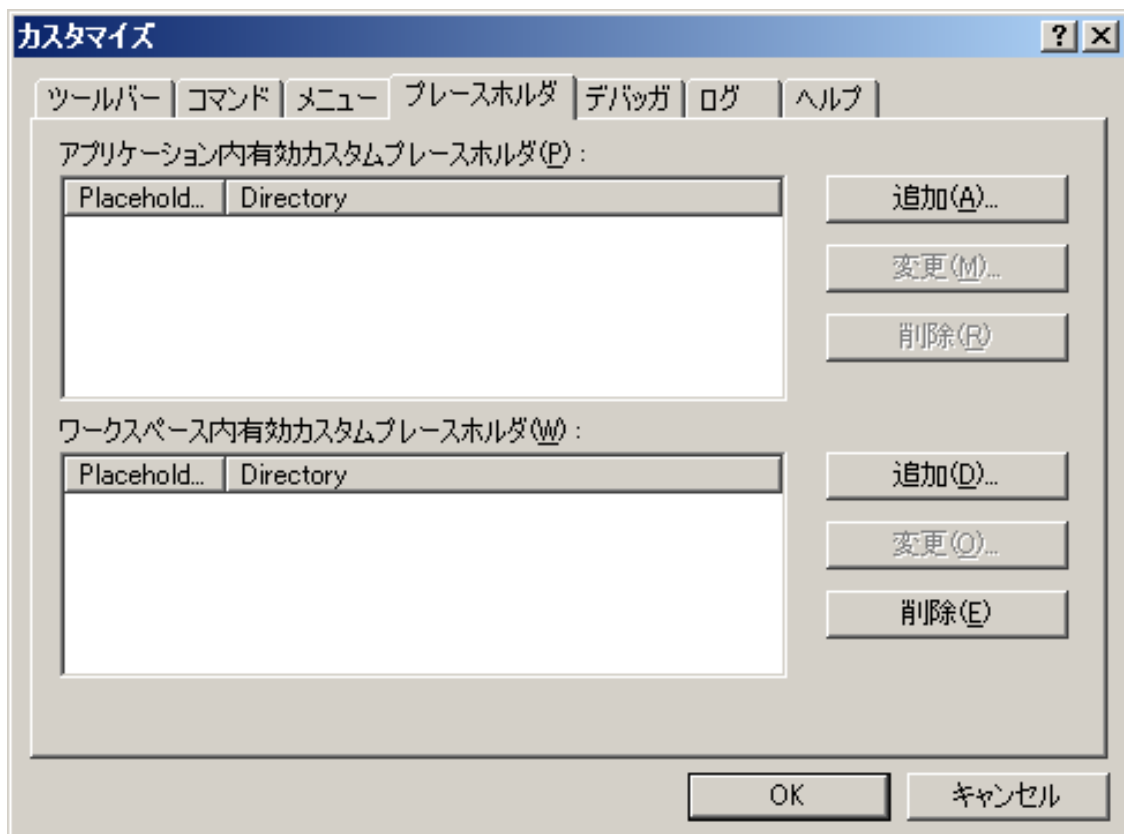 カスタマイズ
ツールバー コマンド メニュー プレースホルダ デバッガ ログ ヘルプ
アプリケーション内有効カスタムプレースホルダ(P) :
Placehold... Directory
追加(A)...
変更(M)...
削除(R)
ワークスペース内有効カスタムプレースホルダ(W) :
Placehold... Directory
追加(D)...
変更(O)...
削除(E)
OK キャンセル